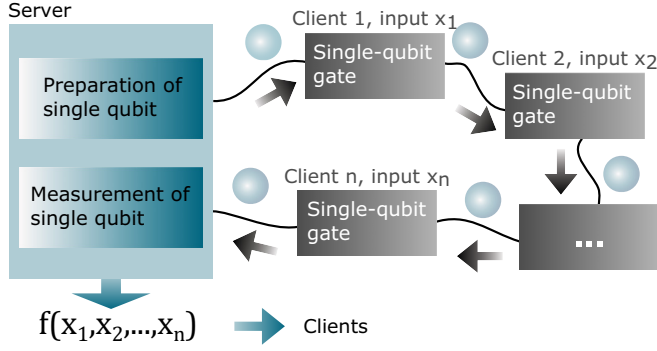 Server
Preparation of
single qubit
Client 1, input x₁
Single-qubit
gate
Client 2, input x₂
Single-qubit
gate
...
Client n, input xₙ
Single-qubit
gate
Measurement of
single qubit
f(x₁,x₂,...,xₙ)
Clients